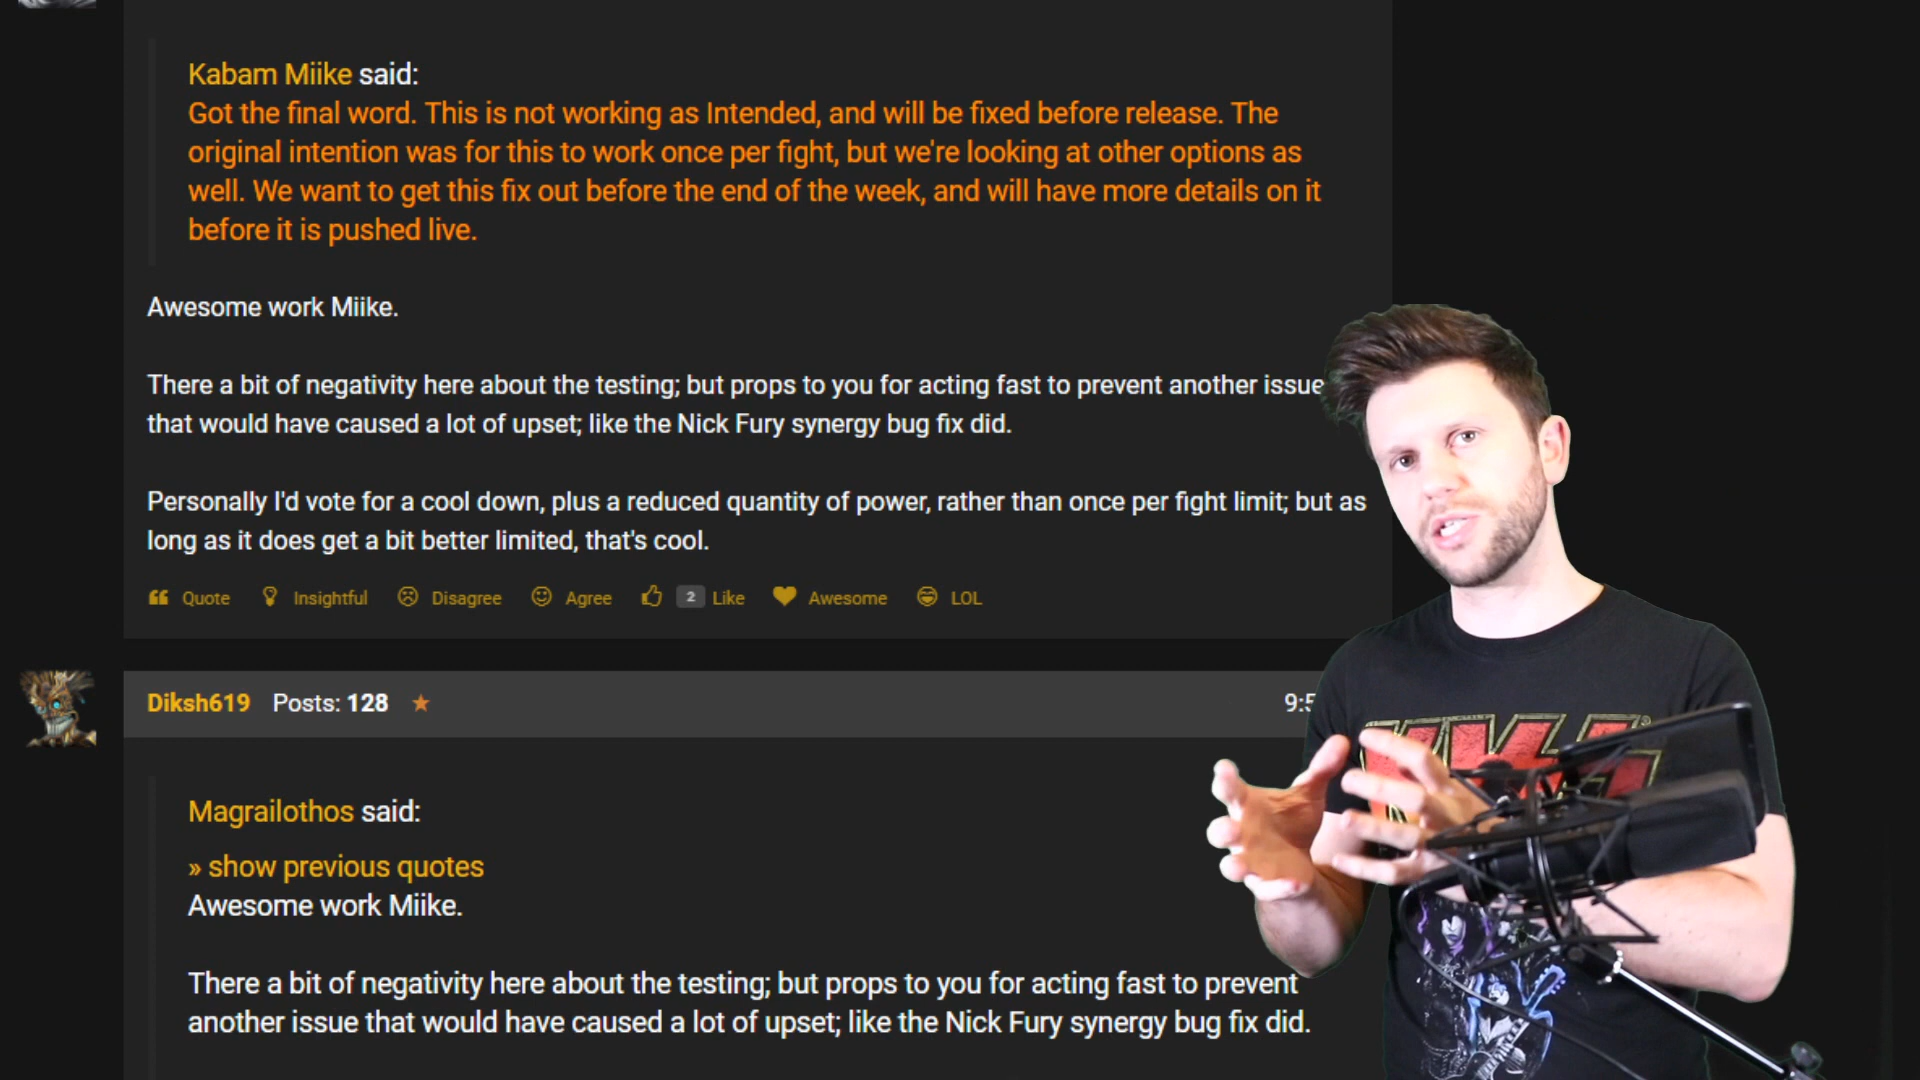 Kabam Miike said:
Got the final word. This is not working as Intended, and will be fixed before release. The
original intention was for this to work once per fight, but we're looking at other options as
well. We want to get this fix out before the end of the week, and will have more details on it
before it is pushed live.
Awesome work Miike.
There a bit of negativity here about the testing; but props to you for acting fast to prevent another issue
that would have caused a lot of upset; like the Nick Fury synergy bug fix did.
Personally I'd vote for a cool down, plus a reduced quantity of power, rather than once per fight limit; but as
long as it does get a bit better limited, that's cool.
Quote Insightful Disagree Agree 2 Like Awesome LOL
Diksh619 Posts: 128 ★
Magrailothos said:
» show previous quotes
Awesome work Miike.
There a bit of negativity here about the testing; but props to you for acting fast to prevent
another issue that would have caused a lot of upset; like the Nick Fury synergy bug fix did.